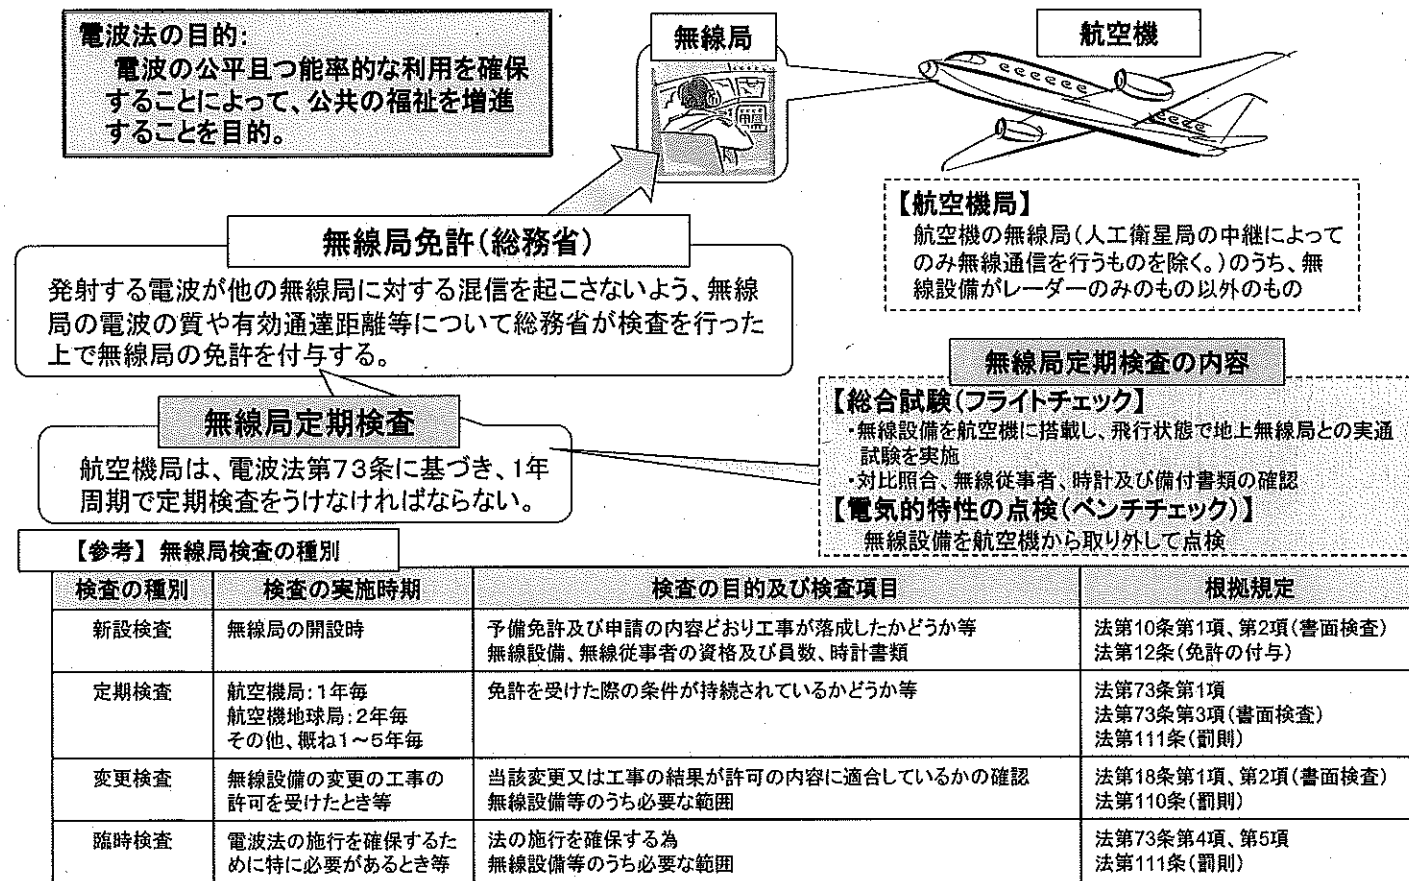 電波法の目的:
電波の公平且つ能率的な利用を確保
することによって、公共の福祉を増進
することを目的。
無線局
航空機
【航空機局】
航空機の無線局(人工衛星局の中継によって
のみ無線通信を行うものを除く。)のうち、無
線設備がレーダーのみのもの以外のもの
無線局免許(総務省)
発射する電波が他の無線局に対する混信を起こさないよう、無線
局の電波の質や有効通達距離等について総務省が検査を行った
上で無線局の免許を付与する。
無線局定期検査
航空機局は、電波法第73条に基づき、1年
周期で定期検査をうけなければならない。
無線局定期検査の内容
【総合試験(フライトチェック)】
・無線設備を航空機に搭載し、飛行状態で地上無線局との実通
試験を実施
・対比照合、無線従事者、時計及び備付書類の確認
【電気的特性の点検(ベンチチェック)】
無線設備を航空機から取り外して点検
【参考】無線局検査の種別
検査の種別 検査の実施時期 検査の目的及び検査項目 根拠規定
新設検査 無線局の開設時 予備免許及び申請の内容どおり工事が落成したかどうか等 法第10条第1項、第2項(書面検査)
無線設備、無線従事者の資格及び員数、時計書類 法第12条(免許の付与)
定期検査 航空機局:1年毎 免許を受けた際の条件が持続されているかどうか等 法第73条第1項
航空機地球局:2年毎 法第73条第3項(書面検査)
その他、概ね1~5年毎 法第111条(罰則)
変更検査 無線設備の変更の工事の 当該変更又は工事の結果が許可の内容に適合しているかの確認 法第18条第1項、第2項(書面検査)
許可を受けたとき等 無線設備等のうち必要な範囲 法第110条(罰則)
臨時検査 電波法の施行を確保するた 法の施行を確保する為 法第73条第4項、第5項
めに特に必要があるとき等 無線設備等のうち必要な範囲 法第111条(罰則)